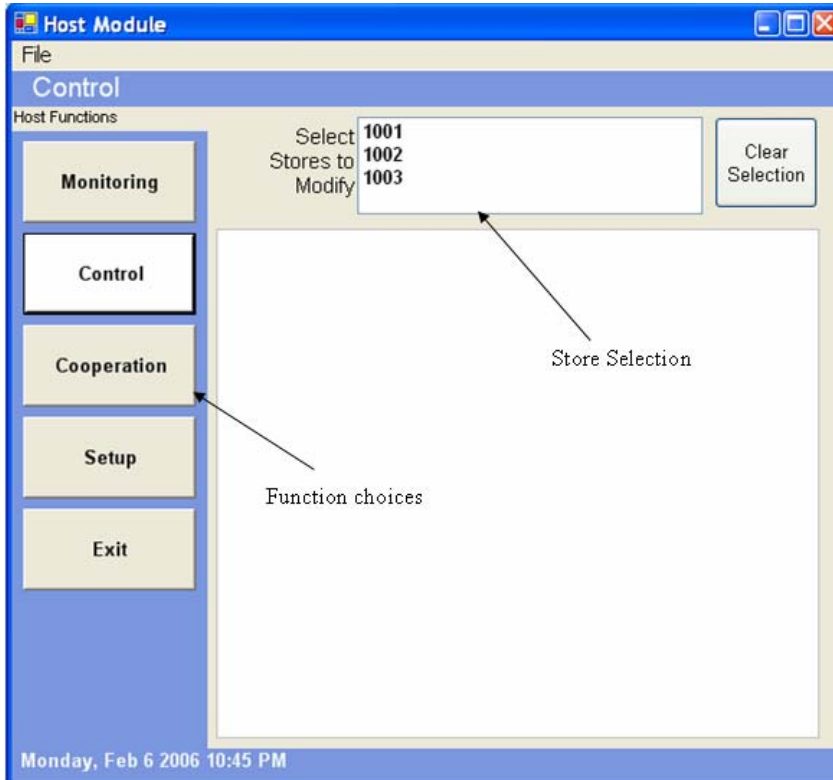 Host Module
File
Control
Host Functions
Monitoring
Control
Cooperation
Setup
Exit
Select
Stores to
Modify
1001
1002
1003
Clear
Selection
Store Selection
Function choices
Monday, Feb 6 2006 10:45 PM